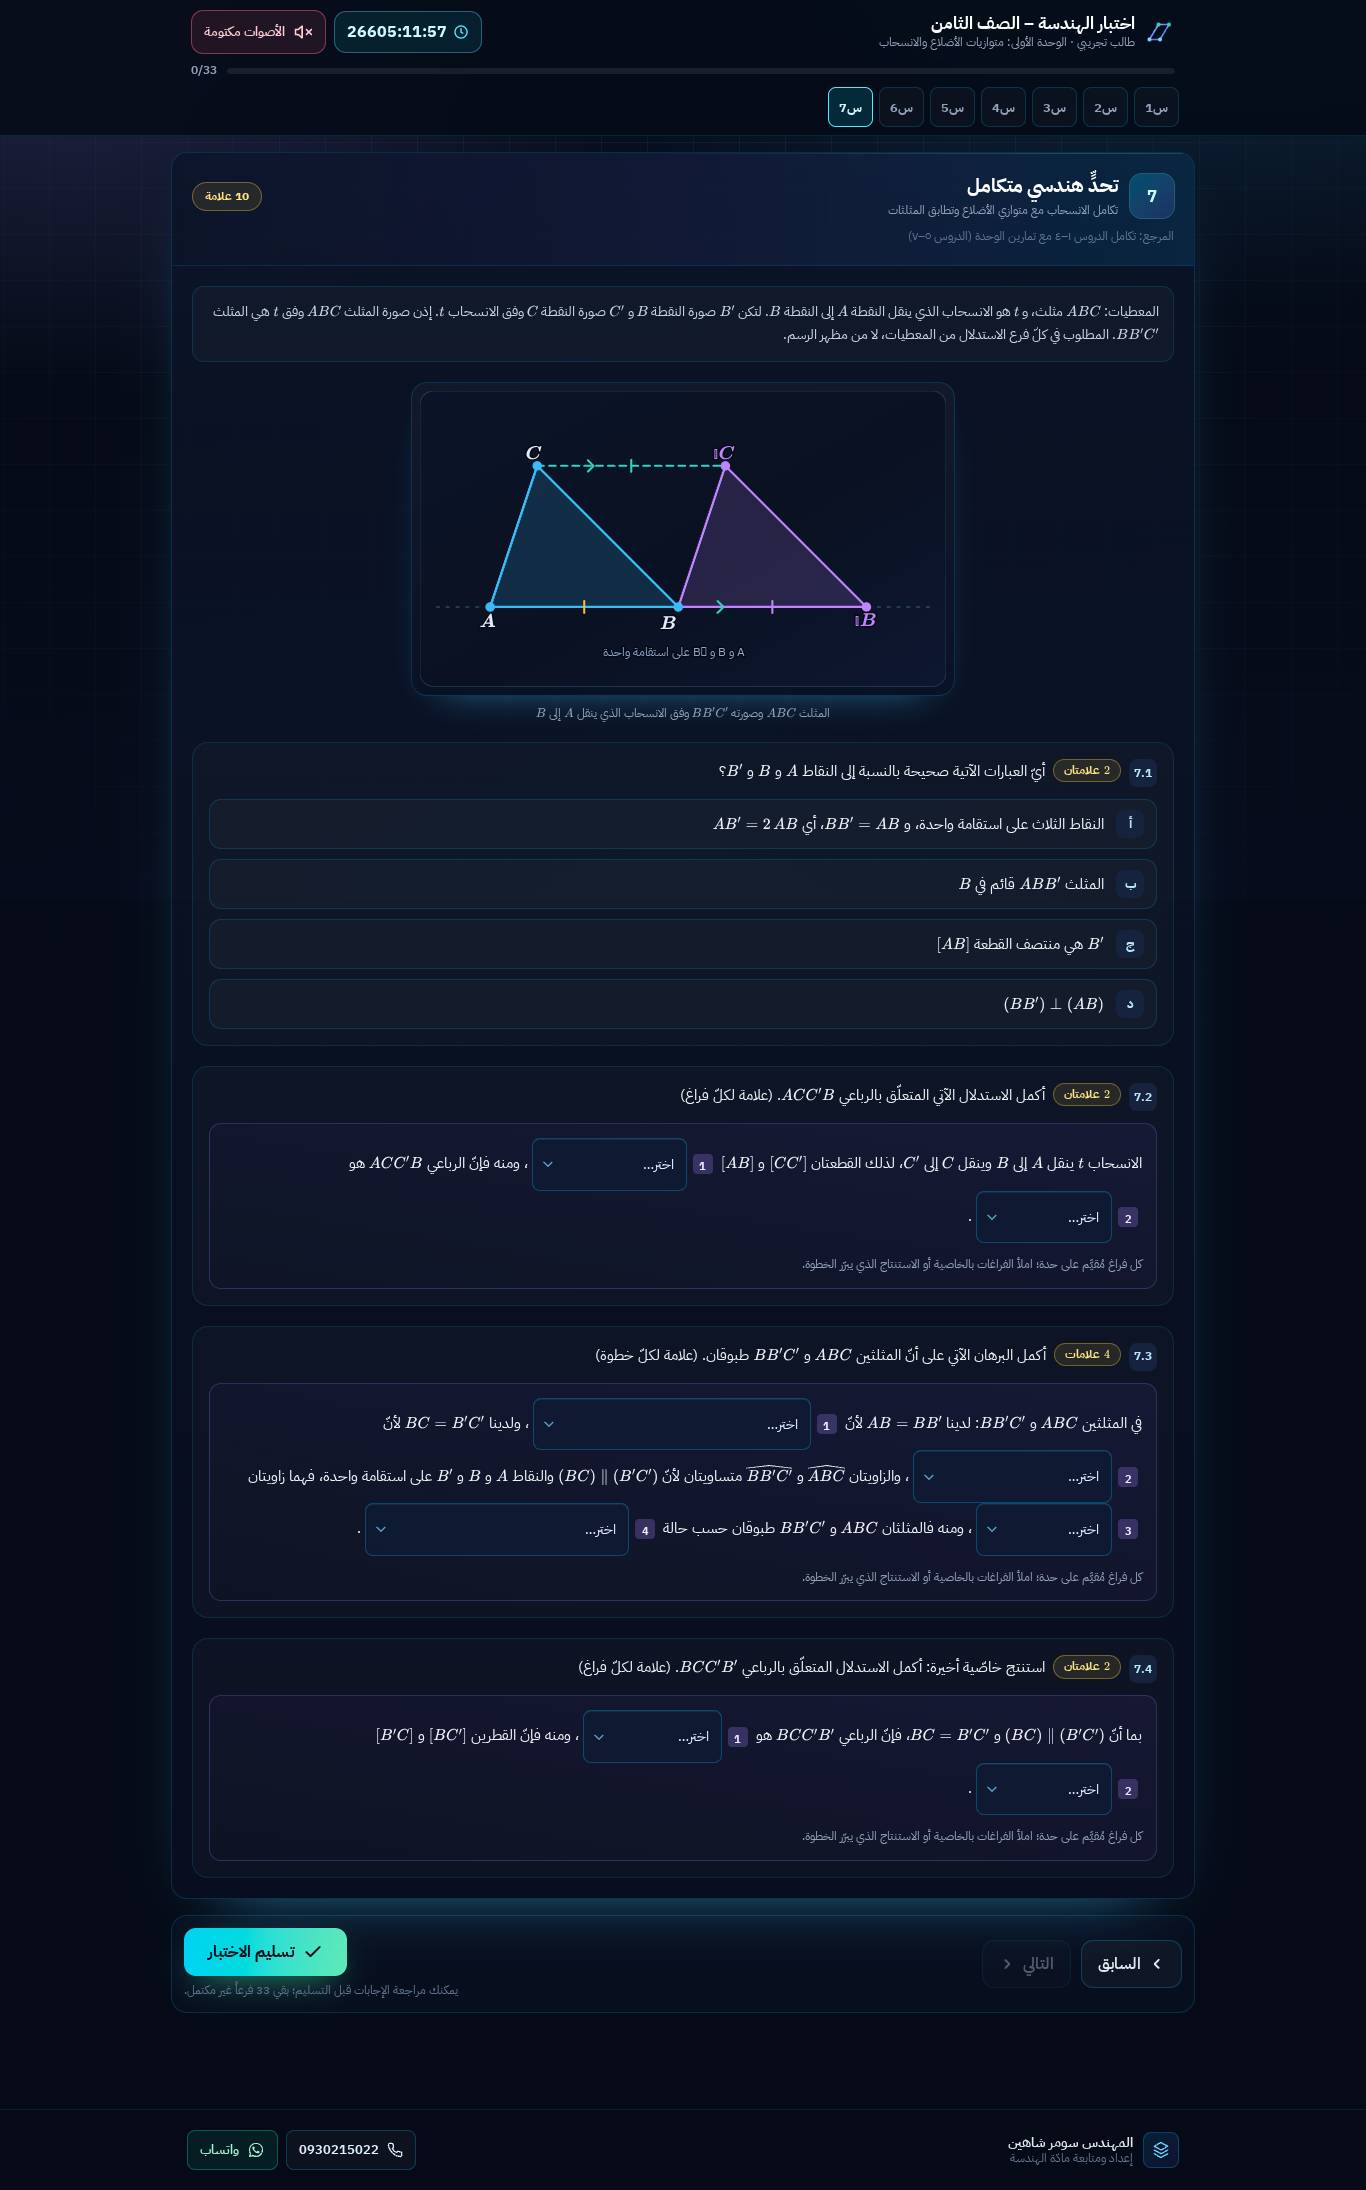 اختبار الهندسة – الصف الثامن
طالب تجريبي · الوحدة الأولى: متوازيات الأضلاع والانسحاب
26605:11:57
الأصوات مكتومة
0/33
س1 س2 س3 س4 س5 س6 س7
7
تحدٍّ هندسي متكامل
10 علامة
تكامل الانسحاب مع متوازي الأضلاع وتطابق المثلثات
المرجع: تكامل الدروس ١–٤ مع تمارين الوحدة (الدروس ٥–٧)
المعطيات: ABC مثلث، و t هو الانسحاب الذي ينقل النقطة A إلى النقطة B. لتكن B′ صورة النقطة B و C′ صورة النقطة C وفق الانسحاب t. إذن صورة المثلث ABC وفق t هي المثلث
BB′C′. المطلوب في كلّ فرع الاستدلال من المعطيات، لا من مظهر الرسم.
C C
A B B
A و B و B على استقامة واحدة
المثلث ABC وصورته BB′C′ وفق الانسحاب الذي ينقل A إلى B
7.1 2 علامتان أيّ العبارات الآتية صحيحة بالنسبة إلى النقاط A و B و B′؟
أ النقاط الثلاث على استقامة واحدة، و BB′ = AB، أي AB′ = 2 AB
ب المثلث ABB′ قائم في B
ج B′ هي منتصف القطعة [AB]
د (BB′) ⊥ (AB)
7.2 2 علامتان أكمل الاستدلال الآتي المتعلّق بالرباعي ACC′B. (علامة لكلّ فراغ)
الانسحاب t ينقل A إلى B وينقل C إلى C′، لذلك القطعتان [CC′] و [AB] 1 اختر... ، ومنه فإنّ الرباعي ACC′B هو
2 اختر... .
كل فراغ مُقيَّم على حدة؛ املأ الفراغات بالخاصية أو الاستنتاج الذي يبرّر الخطوة.
7.3 4 علامات أكمل البرهان الآتي على أنّ المثلثين ABC و BB′C′ طبوقان. (علامة لكلّ خطوة)
في المثلثين ABC و BB′C′: لدينا AB = BB′ لأنّ 1 اختر... ، ولدينا BC = B′C′ لأنّ
2 اختر... ، والزاويتان ABC و BB′C′ متساويتان لأنّ (BC) ∥ (B′C′) والنقاط A و B و B′ على استقامة واحدة، فهما زاويتان
3 اختر... ، ومنه فالمثلثان ABC و BB′C′ طبوقان حسب حالة 4 اختر... .
كل فراغ مُقيَّم على حدة؛ املأ الفراغات بالخاصية أو الاستنتاج الذي يبرّر الخطوة.
7.4 2 علامتان استنتج خاصّية أخيرة: أكمل الاستدلال المتعلّق بالرباعي BCC′B′. (علامة لكلّ فراغ)
بما أنّ (BC) ∥ (B′C′) و BC = B′C′، فإنّ الرباعي BCC′B′ هو 1 اختر... ، ومنه فإنّ القطرين [BC′] و [B′C]
2 اختر... .
كل فراغ مُقيَّم على حدة؛ املأ الفراغات بالخاصية أو الاستنتاج الذي يبرّر الخطوة.
السابق
التالي
تسليم الاختبار
يمكنك مراجعة الإجابات قبل التسليم؛ بقي 33 فرعاً غير مكتمل.
المهندس سومر شاهين
إعداد ومتابعة مادّة الهندسة
0930215022
واتساب